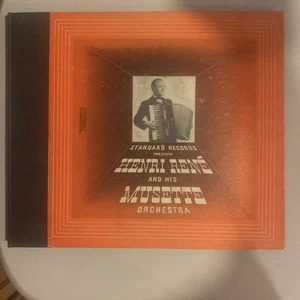 STANDARD RECORDS
PRESENTS
HENRI RENÉ
AND HIS
MUSETTE
ORCHESTRA